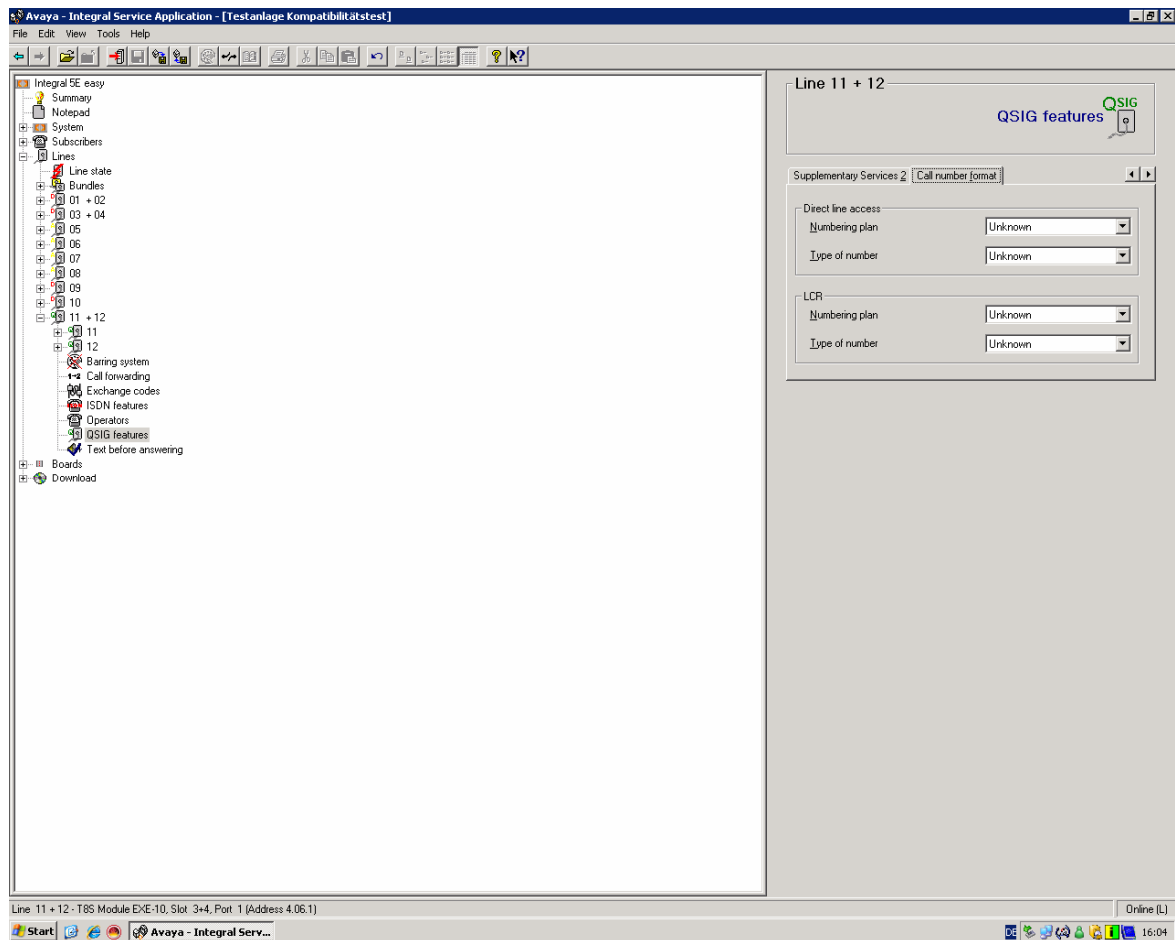 Avaya - Integral Service Application - [Testanlage Kompatibilitätstest]
File Edit View Tools Help
Integral 5E easy
Summary
Notepad
System
Subscribers
Lines
Line state
Bundles
01 + 02
03 + 04
05
06
07
08
09
10
11 + 12
11
12
Barring system
Call forwarding
Exchange codes
ISDN features
Operators
QSIG features
Text before answering
Boards
Download
Line 11 + 12
QSIG
QSIG features
Supplementary Services 2 Call number format
Direct line access
Numbering plan Unknown
Type of number Unknown
LCR
Numbering plan Unknown
Type of number Unknown
Line 11 + 12 - T8S Module EXE-10, Slot 3+4, Port 1 (Address 4.06.1) Online (L)
Start Avaya - Integral Serv... DE 16:04